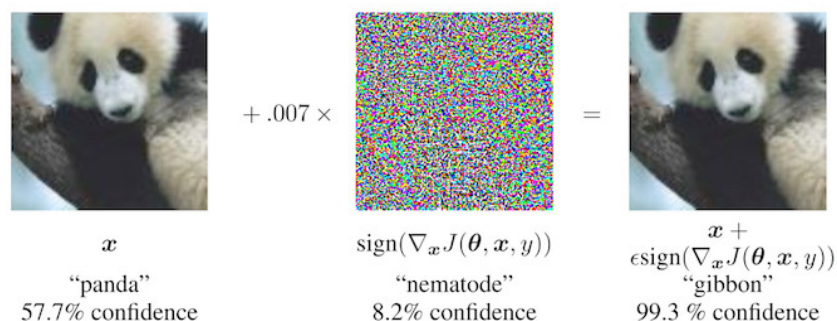 + .007 ×
=
x
sign(∇ₓJ(θ, x, y))
x +
ϵsign(∇ₓJ(θ, x, y))
“panda”
“nematode”
“gibbon”
57.7% confidence
8.2% confidence
99.3 % confidence